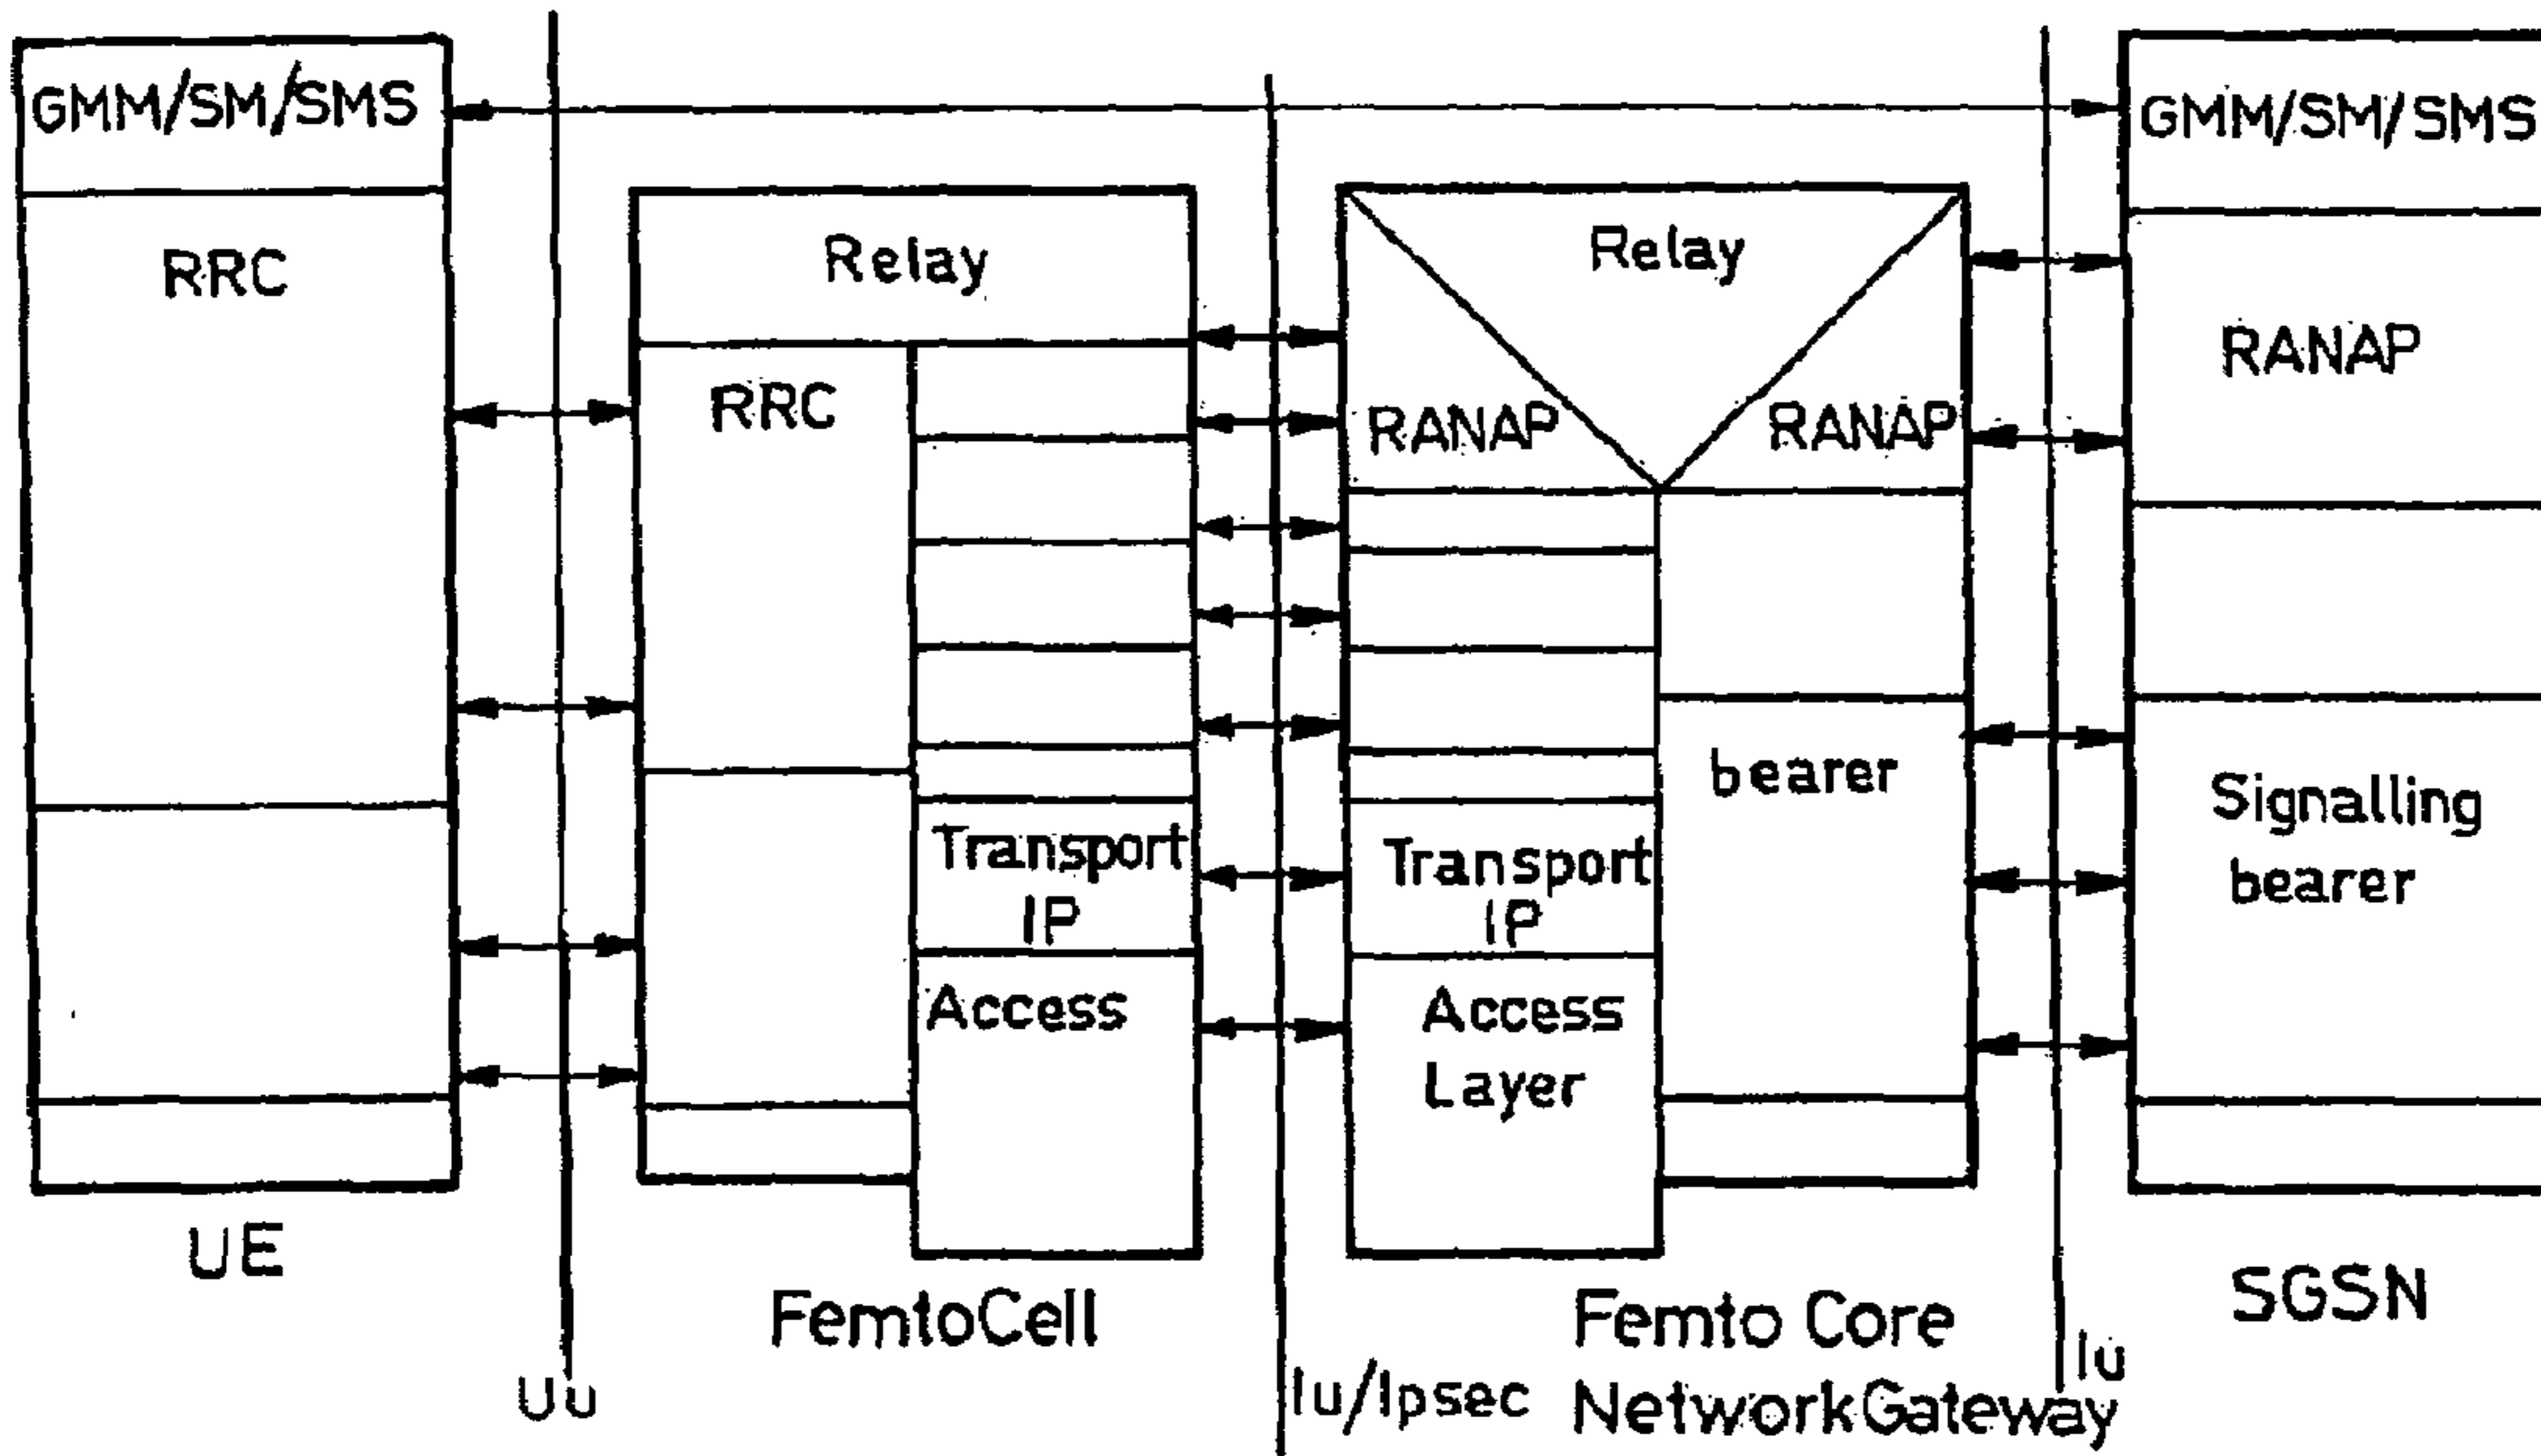 GMM/SM/SMS
RRC
UE
Uu
Relay
RRC
Transport
IP
Access
FemtoCell
Iu/Ipsec
Relay
RANAP
RANAP
bearer
Transport
IP
Access
Layer
Femto Core
NetworkGateway
Iu
GMM/SM/SMS
RANAP
Signalling
bearer
SGSN